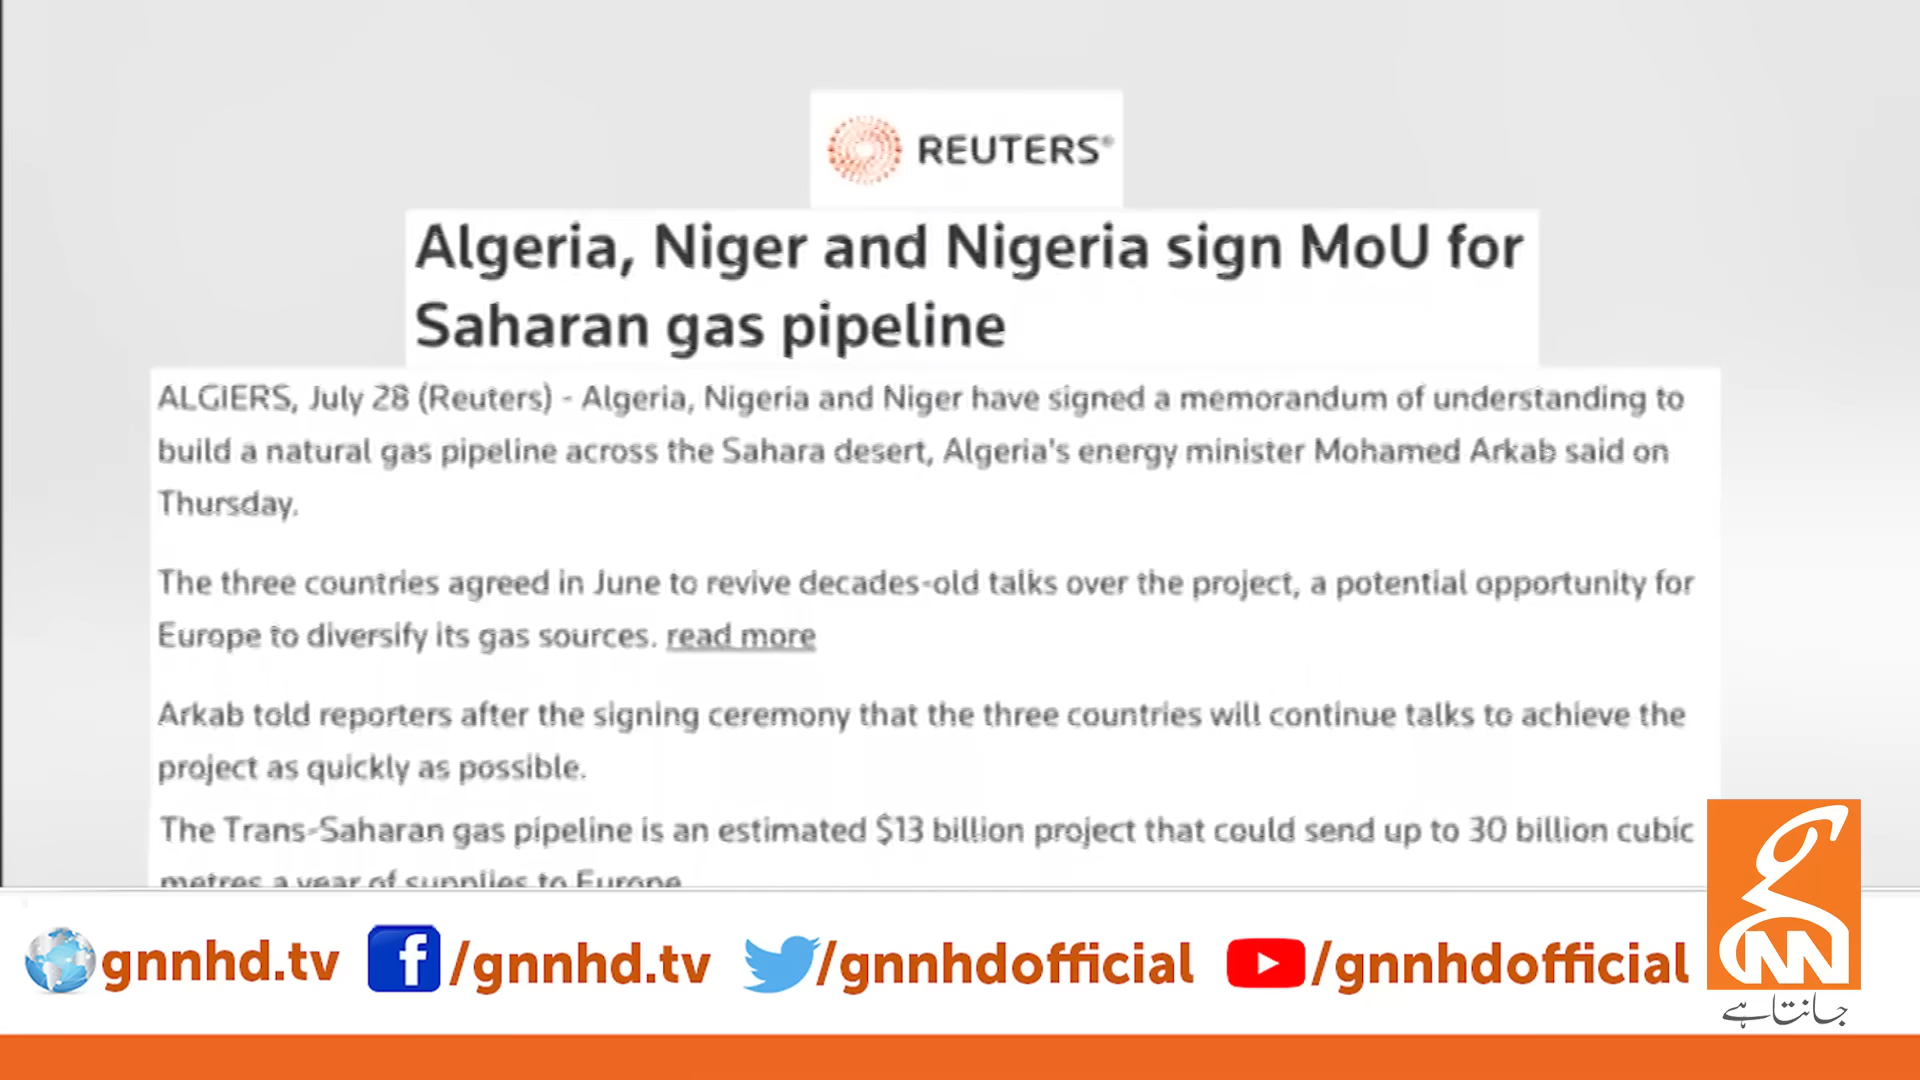 REUTERS®
Algeria, Niger and Nigeria sign MoU for
Saharan gas pipeline
ALGIERS, July 28 (Reuters) - Algeria, Nigeria and Niger have signed a memorandum of understanding to
build a natural gas pipeline across the Sahara desert, Algeria's energy minister Mohamed Arkab said on
Thursday.
The three countries agreed in June to revive decades-old talks over the project, a potential opportunity for
Europe to diversify its gas sources. read more
Arkab told reporters after the signing ceremony that the three countries will continue talks to achieve the
project as quickly as possible.
The Trans-Saharan gas pipeline is an estimated $13 billion project that could send up to 30 billion cubic
metres a year of supplies to Europe
gnnhd.tv /gnnhd.tv /gnnhdofficial /gnnhdofficial
GNN
جانتا ہے